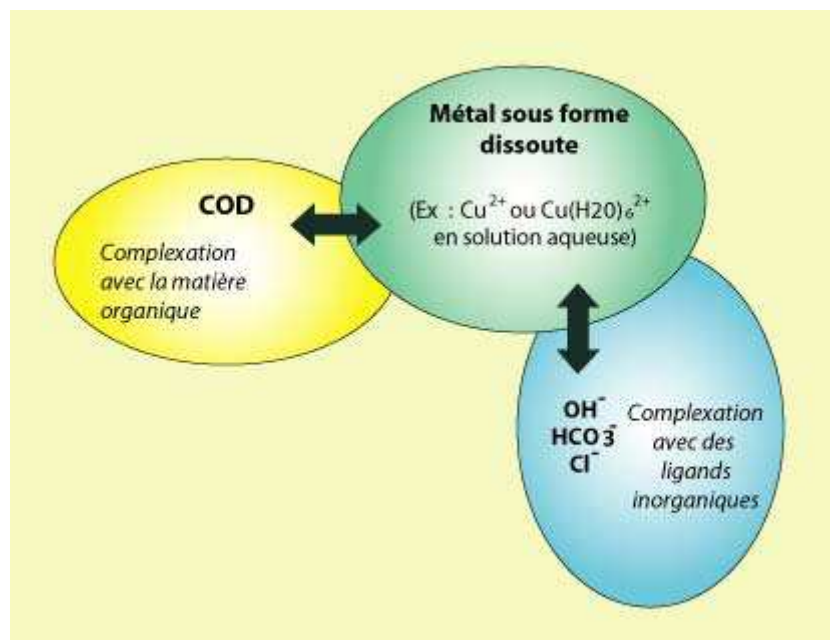 Métal sous forme
dissoute
(Ex : Cu²⁺ ou Cu(H20)₆²⁺
en solution aqueuse)
COD
Complexation
avec la matière
organique
OH⁻
HCO3⁻
Cl⁻
Complexation
avec des
ligands
inorganiques